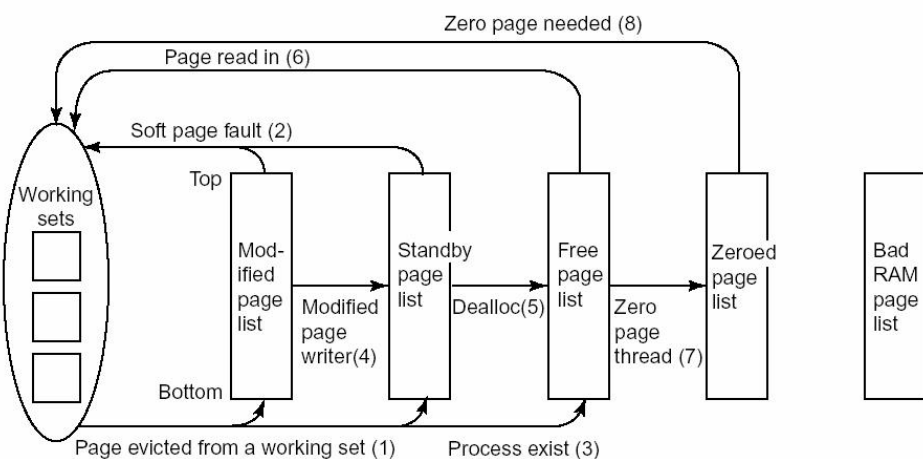 Zero page needed (8)
Page read in (6)
Soft page fault (2)
Top
Working
sets
Mod-
ified
page
list
Standby
page
list
Free
page
list
Zeroed
page
list
Bad
RAM
page
list
Modified
page
writer(4)
Dealloc(5)
Zero
page
thread (7)
Bottom
Page evicted from a working set (1)
Process exist (3)